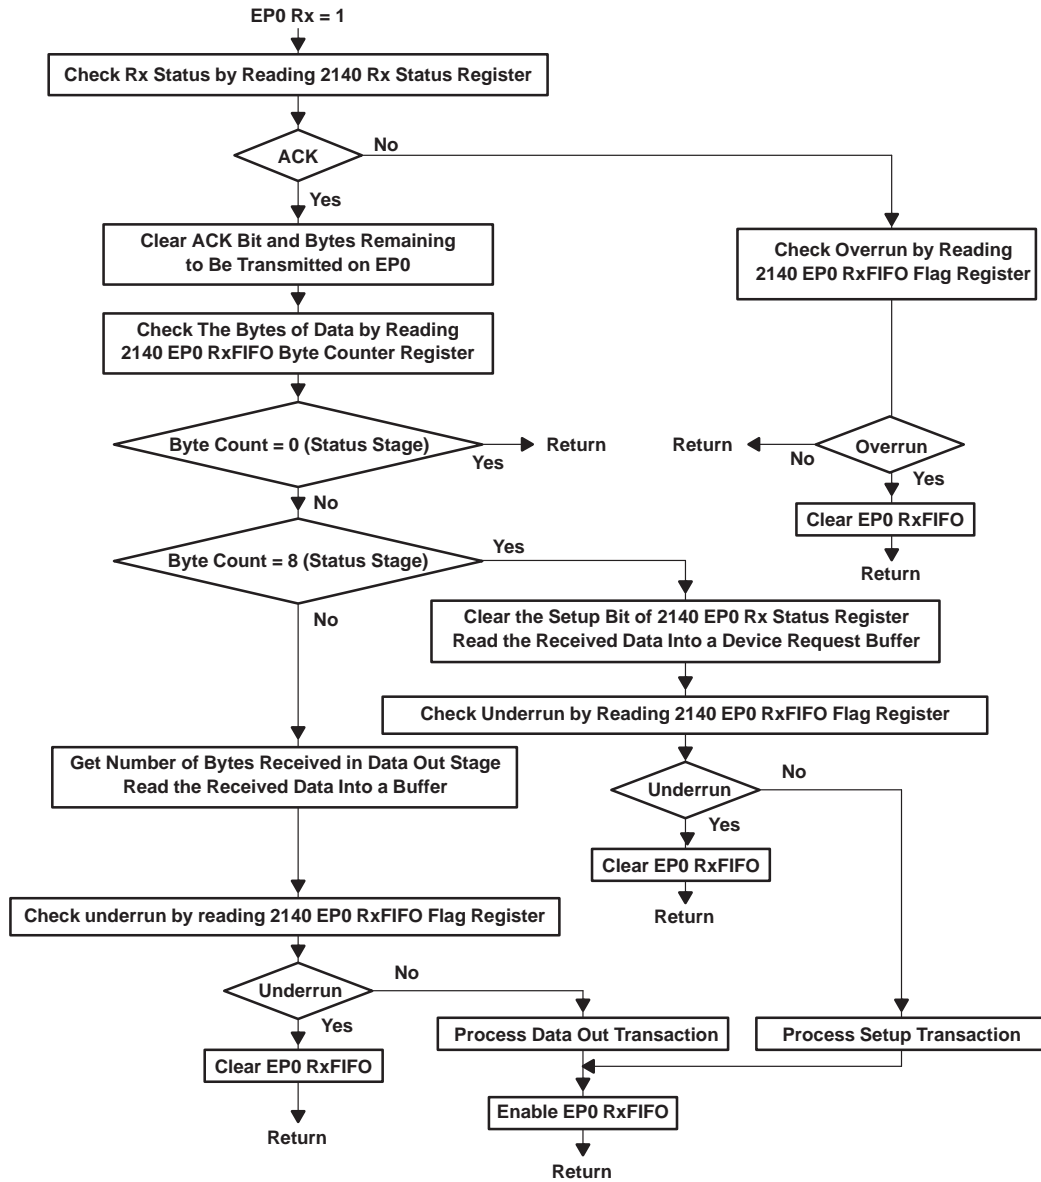 EP0 Rx = 1
Check Rx Status by Reading 2140 Rx Status Register
ACK
No
Yes
Clear ACK Bit and Bytes Remaining
to Be Transmitted on EP0
Check Overrun by Reading
2140 EP0 RxFIFO Flag Register
Check The Bytes of Data by Reading
2140 EP0 RxFIFO Byte Counter Register
Byte Count = 0 (Status Stage)
Yes
Return
No
Return
No
Overrun
Yes
Clear EP0 RxFIFO
Return
Byte Count = 8 (Status Stage)
Yes
No
Clear the Setup Bit of 2140 EP0 Rx Status Register
Read the Received Data Into a Device Request Buffer
Check Underrun by Reading 2140 EP0 RxFIFO Flag Register
Get Number of Bytes Received in Data Out Stage
Read the Received Data Into a Buffer
Underrun
No
Yes
Clear EP0 RxFIFO
Return
Check underrun by reading 2140 EP0 RxFIFO Flag Register
Underrun
No
Yes
Clear EP0 RxFIFO
Return
Process Data Out Transaction
Process Setup Transaction
Enable EP0 RxFIFO
Return